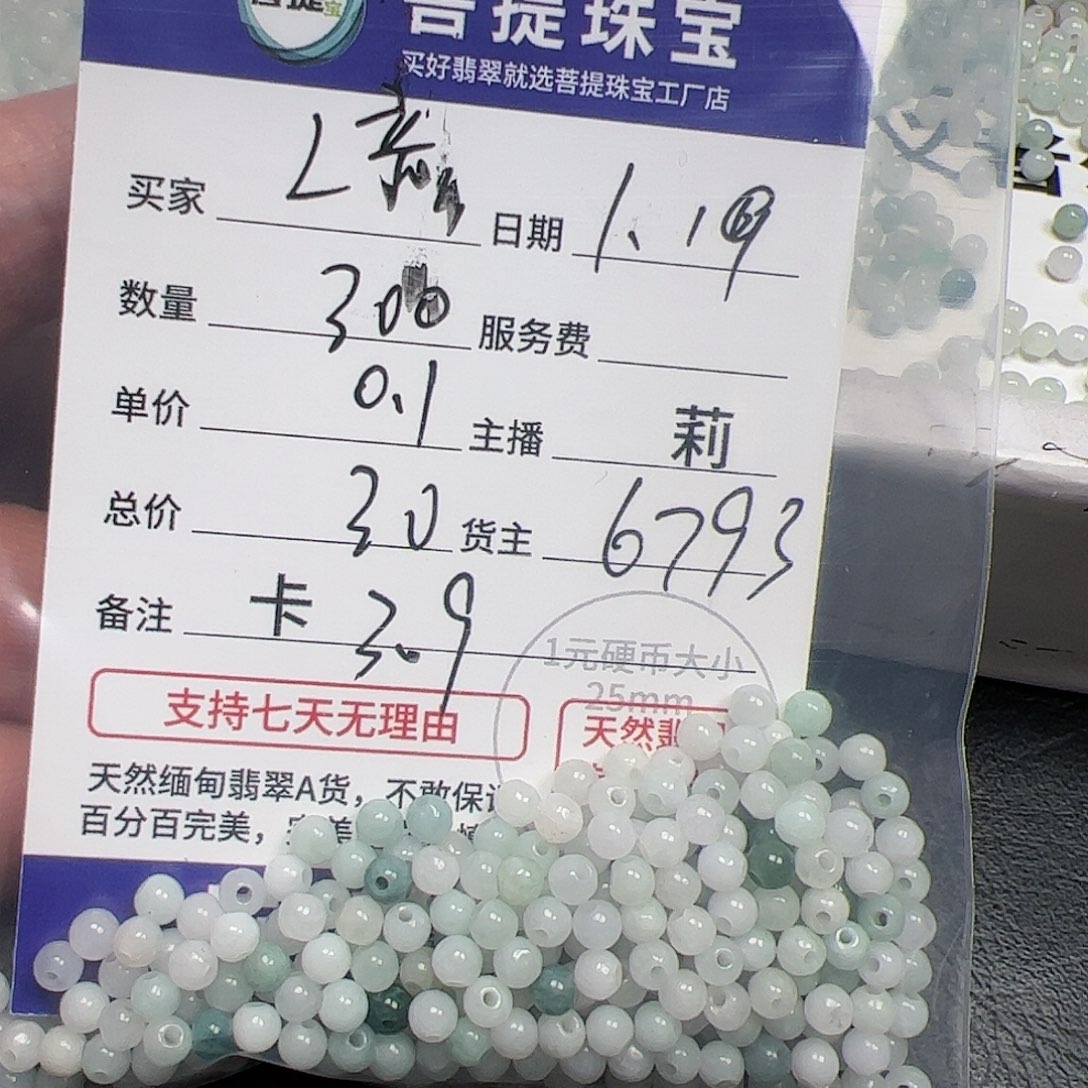 菩提珠宝
买好翡翠就选菩提珠宝工厂店
买家 L 日期 1.19
数量 300 服务费
单价 0.1 主播 莉
总价 30 货主 6793
备注 卡 3.9
1元硬币大小
25mm
支持七天无理由
天然翡
天然缅甸翡翠A货，不敢保
百分百完美，